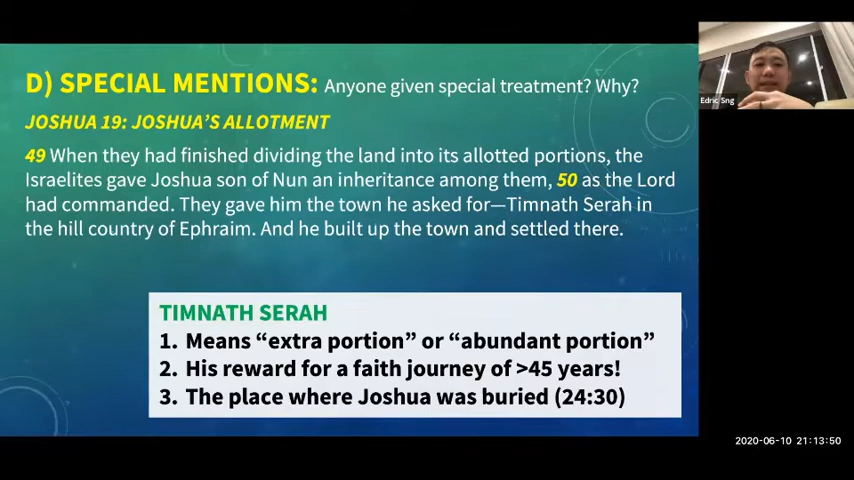 D) SPECIAL MENTIONS: Anyone given special treatment? Why?
JOSHUA 19: JOSHUA'S ALLOTMENT
49 When they had finished dividing the land into its allotted portions, the
Israelites gave Joshua son of Nun an inheritance among them, 50 as the Lord
had commanded. They gave him the town he asked for—Timnath Serah in
the hill country of Ephraim. And he built up the town and settled there.
TIMNATH SERAH
1. Means “extra portion” or “abundant portion”
2. His reward for a faith journey of >45 years!
3. The place where Joshua was buried (24:30)
Edric Sng
2020-06-10 21:13:50